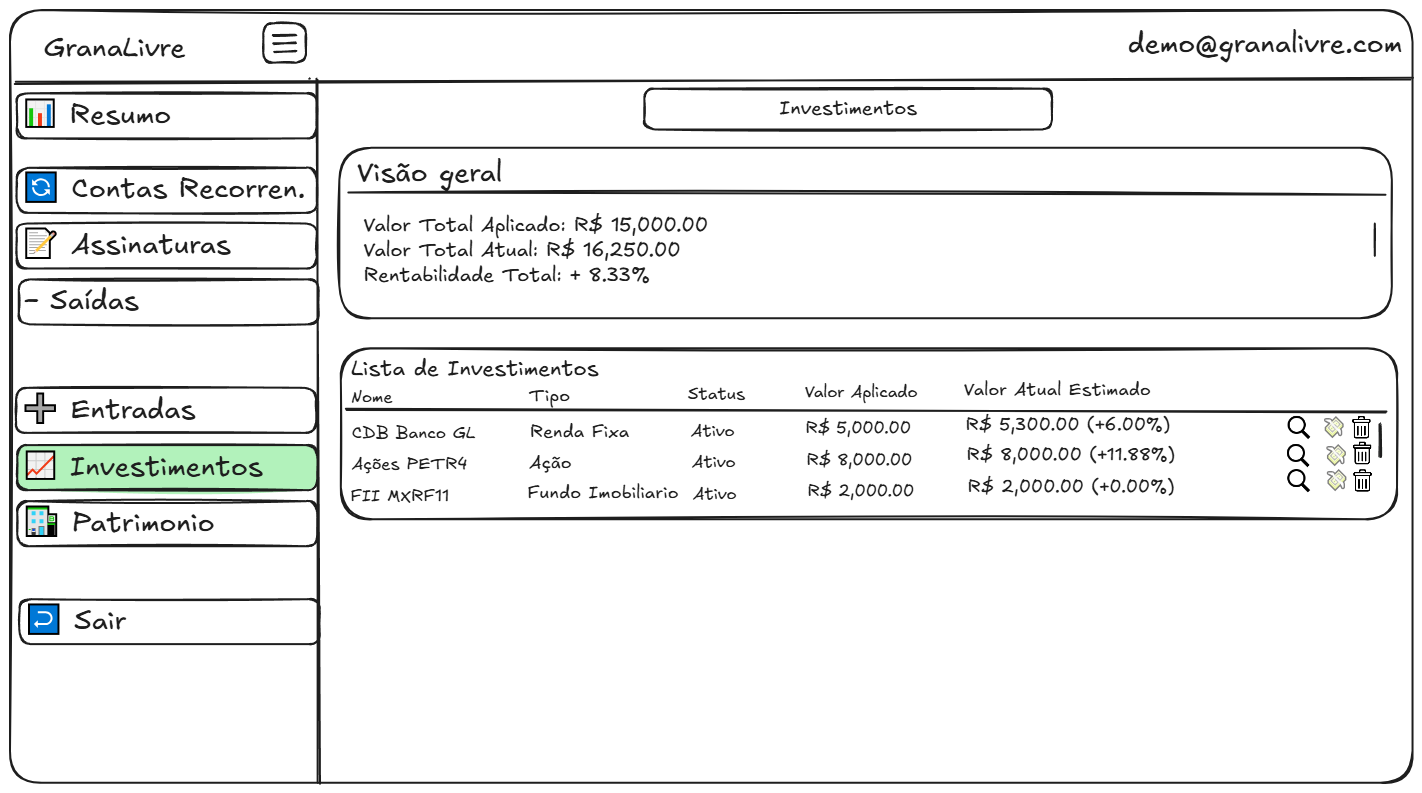 GranaLivre
demo@granalivre.com
Resumo
Contas Recorren.
Assinaturas
- Saídas
Entradas
Investimentos
Patrimonio
Sair
Investimentos
Visão geral
Valor Total Aplicado: R$ 15,000.00
Valor Total Atual: R$ 16,250.00
Rentabilidade Total: + 8.33%
Lista de Investimentos
Nome Tipo Status Valor Aplicado Valor Atual Estimado
CDB Banco GL Renda Fixa Ativo R$ 5,000.00 R$ 5,300.00 (+6.00%)
Ações PETR4 Ação Ativo R$ 8,000.00 R$ 8,000.00 (+11.88%)
FII MXRF11 Fundo Imobiliario Ativo R$ 2,000.00 R$ 2,000.00 (+0.00%)